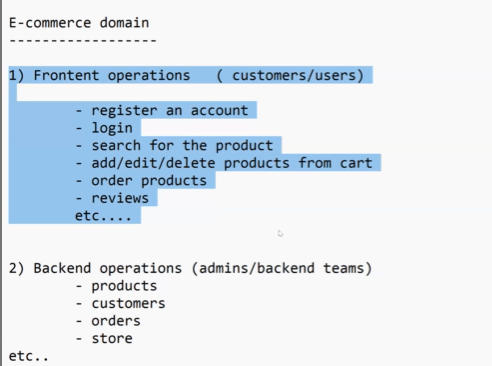 E-commerce domain
-----------------
1) Frontent operations   ( customers/users)
- register an account
- login
- search for the product
- add/edit/delete products from cart
- order products
- reviews
etc....
2) Backend operations (admins/backend teams)
- products
- customers
- orders
- store
etc..